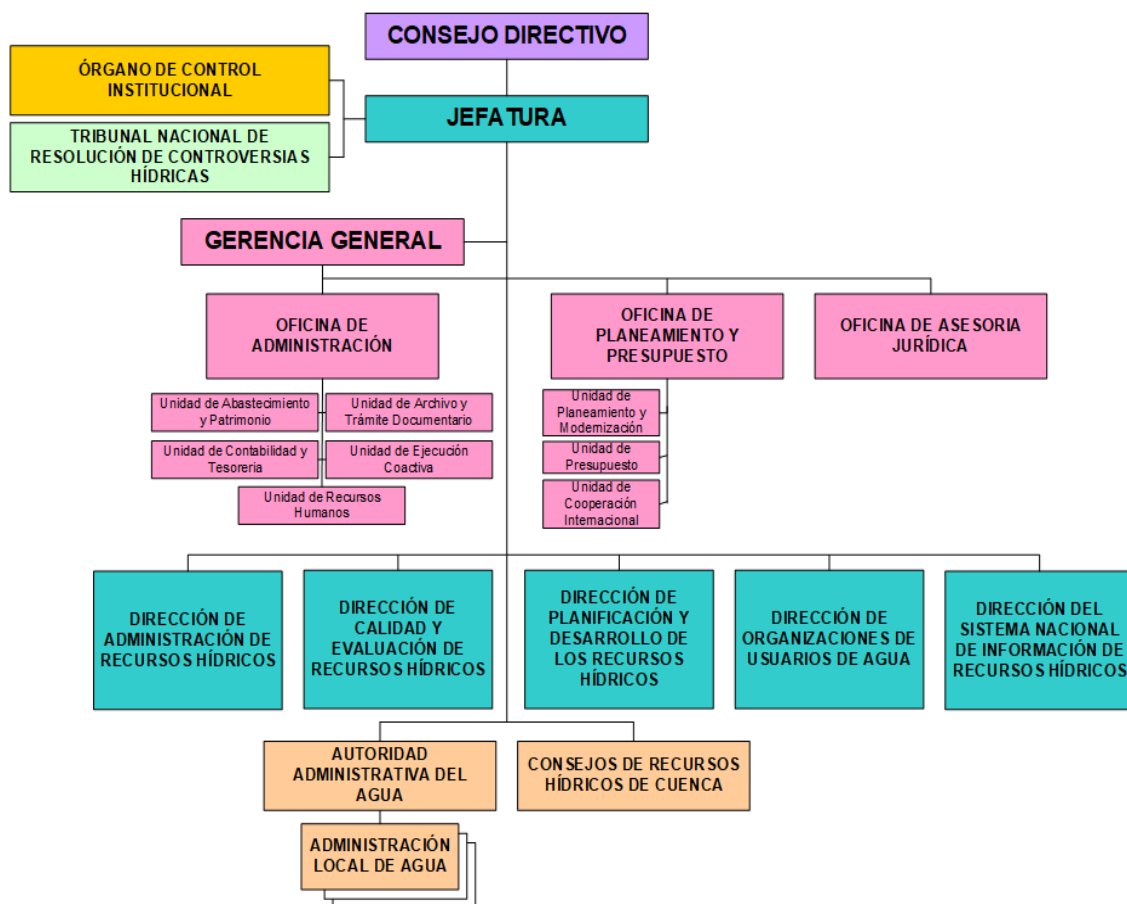 CONSEJO DIRECTIVO
ÓRGANO DE CONTROL
INSTITUCIONAL
JEFATURA
TRIBUNAL NACIONAL DE
RESOLUCIÓN DE CONTROVERSIAS
HÍDRICAS
GERENCIA GENERAL
OFICINA DE
ADMINISTRACIÓN
OFICINA DE
PLANEAMIENTO Y
PRESUPUESTO
OFICINA DE ASESORIA
JURÍDICA
Unidad de Abastecimiento
y Patrimonio
Unidad de Archivo y
Trámite Documentario
Unidad de Contabilidad y
Tesoreria
Unidad de Ejecución
Coactiva
Unidad de Recursos
Humanos
Unidad de
Planeamiento y
Modernización
Unidad de
Presupuesto
Unidad de
Cooperación
Internacional
DIRECCIÓN DE
ADMINISTRACIÓN DE
RECURSOS HÍDRICOS
DIRECCIÓN DE
CALIDAD Y
EVALUACIÓN DE
RECURSOS HÍDRICOS
DIRECCIÓN DE
PLANIFICACIÓN Y
DESARROLLO DE
LOS RECURSOS
HÍDRICOS
DIRECCIÓN DE
ORGANIZACIONES DE
USUARIOS DE AGUA
DIRECCIÓN DEL
SISTEMA NACIONAL
DE INFORMACIÓN DE
RECURSOS HÍDRICOS
AUTORIDAD
ADMINISTRATIVA DEL
AGUA
CONSEJOS DE RECURSOS
HÍDRICOS DE CUENCA
ADMINISTRACIÓN
LOCAL DE AGUA